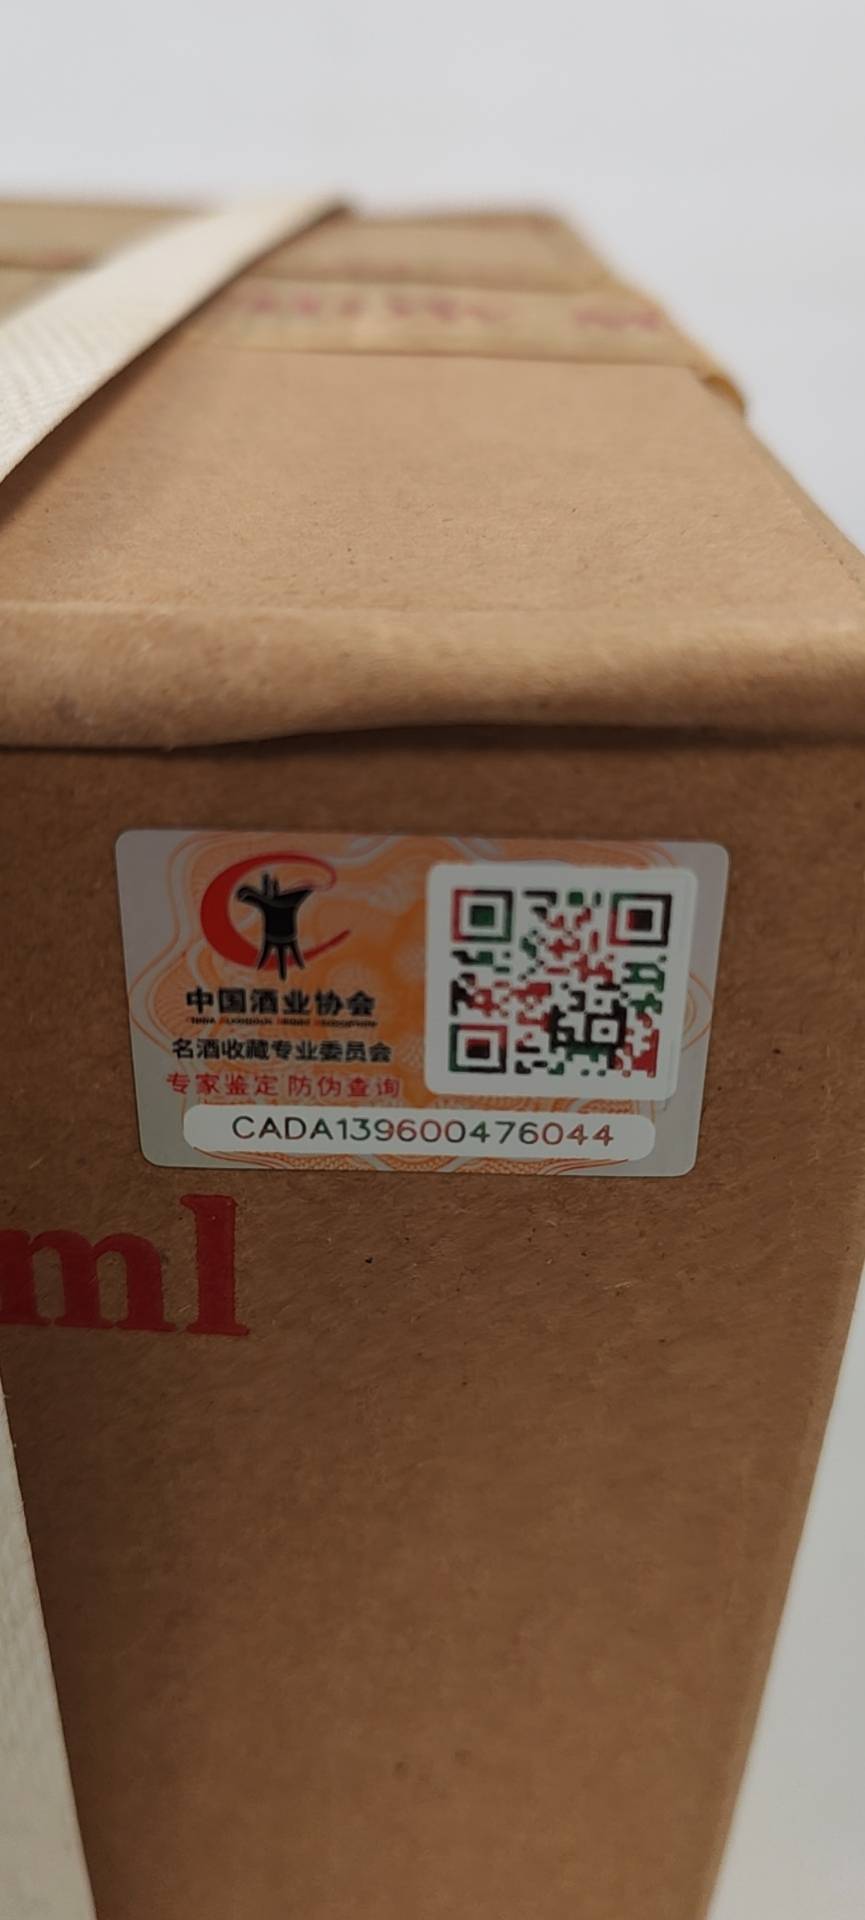 中国酒业协会
名酒收藏专业委员会
专家鉴定 防伪查询
CADA139600476044
ml